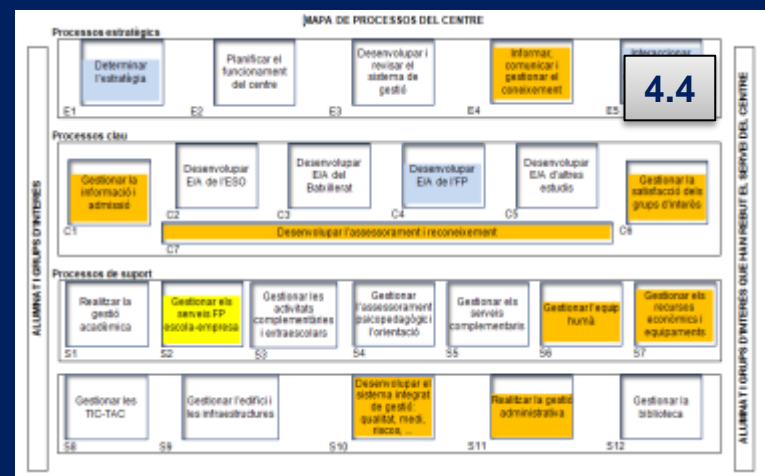 MAPA DE PROCESSOS DEL CENTRE
Processos estratègics
Determinar
l'estratègia
E1
Planificar el
funcionament
del centre
E2
Desenvolupar i
revisar el
sistema de
gestió
E3
Informar,
comunicar i
gestionar el
coneixement
E4
Interaccionar
E5
4.4
Processos clau
Gestionar la
informació i
admissió
C1
Desenvolupar
E/A de l'ESO
C2
Desenvolupar
E/A del
Batxillerat
C3
Desenvolupar
E/A de l'FP
C4
Desenvolupar
E/A d'altres
estudis
C5
Gestionar la
satisfacció dels
grups d'interès
C6
Desenvolupar l'assessorament i reconeixement
C7
Processos de suport
Realitzar la
gestió
acadèmica
S1
Gestionar els
serveis FP
escola-empresa
S2
Gestionar les
activitats
complementàries
i extraescolars
S3
Gestionar
l'assessorament
psicopedagògic i
l'orientació
S4
Gestionar els
serveis
complementaris
S5
Gestionar l'equip
humà
S6
Gestionar els
recursos
econòmics i
equipaments
S7
Gestionar les
TIC-TAC
S8
Gestionar l'edifici i
les infraestructures
S9
Desenvolupar el
sistema integrat
de gestió:
qualitat, medi,
riscos, ...
S10
Realitzar la gestió
administrativa
S11
Gestionar la
biblioteca
S12
ALUMNAT I GRUPS D'INTERÈS
ALUMNAT I GRUPS D'INTERÈS QUE HAN REBUT EL SERVEI DEL CENTRE